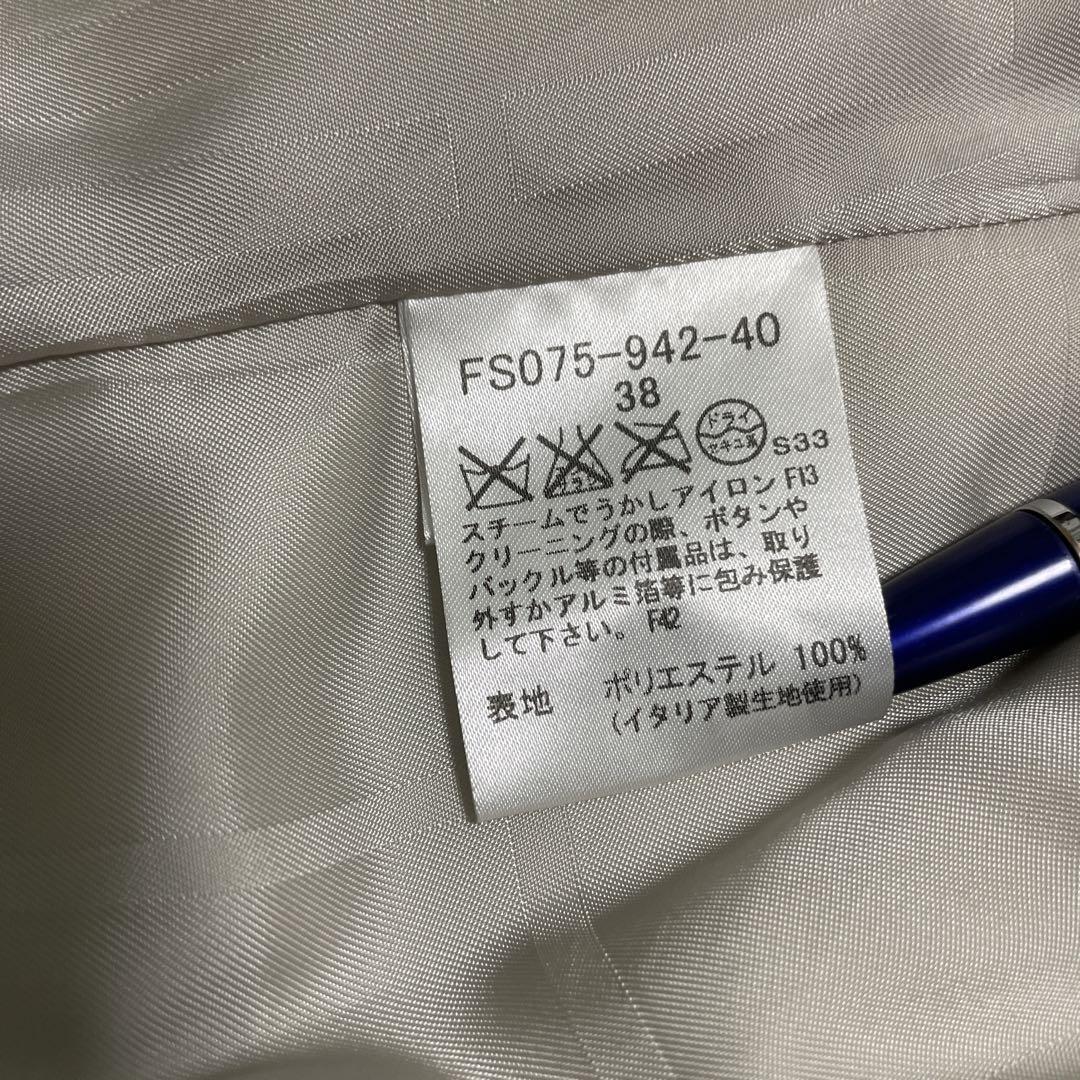 FS075-942-40
38
ドライ
セキユ系
S33
スチームでうかしアイロン F13
クリーニングの際、ボタンや
バックル等の付属品は、取り
外すかアルミ箔等に包み保護
して下さい。 F42
表地 ポリエステル 100%
(イタリア製生地使用)